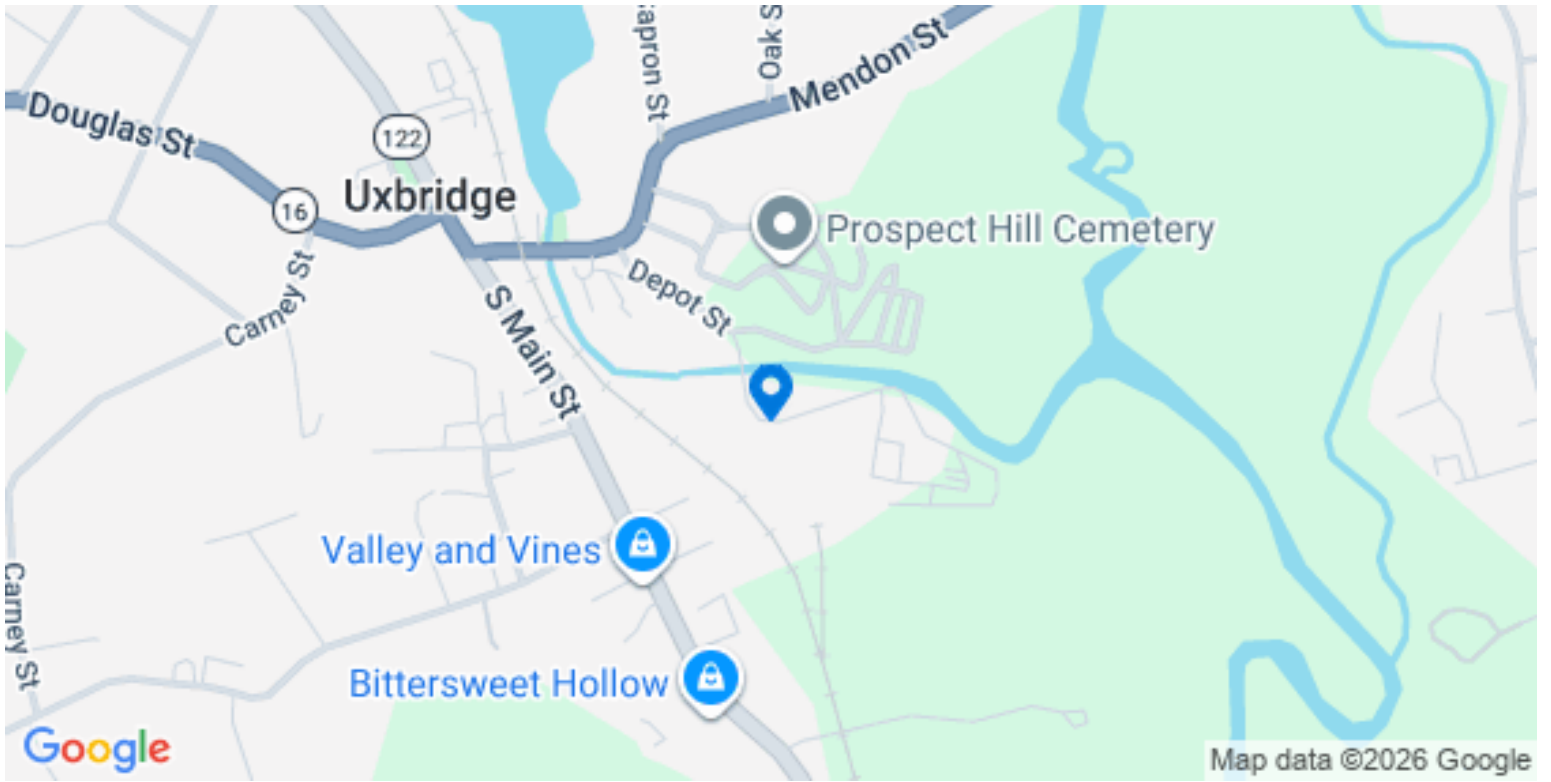 apron St
Oak S
Mendon St
Douglas St
122
Uxbridge
16
Prospect Hill Cemetery
Carney St
Depot St
S Main St
Valley and Vines
Carney St
Bittersweet Hollow
Google
Map data ©2026 Google